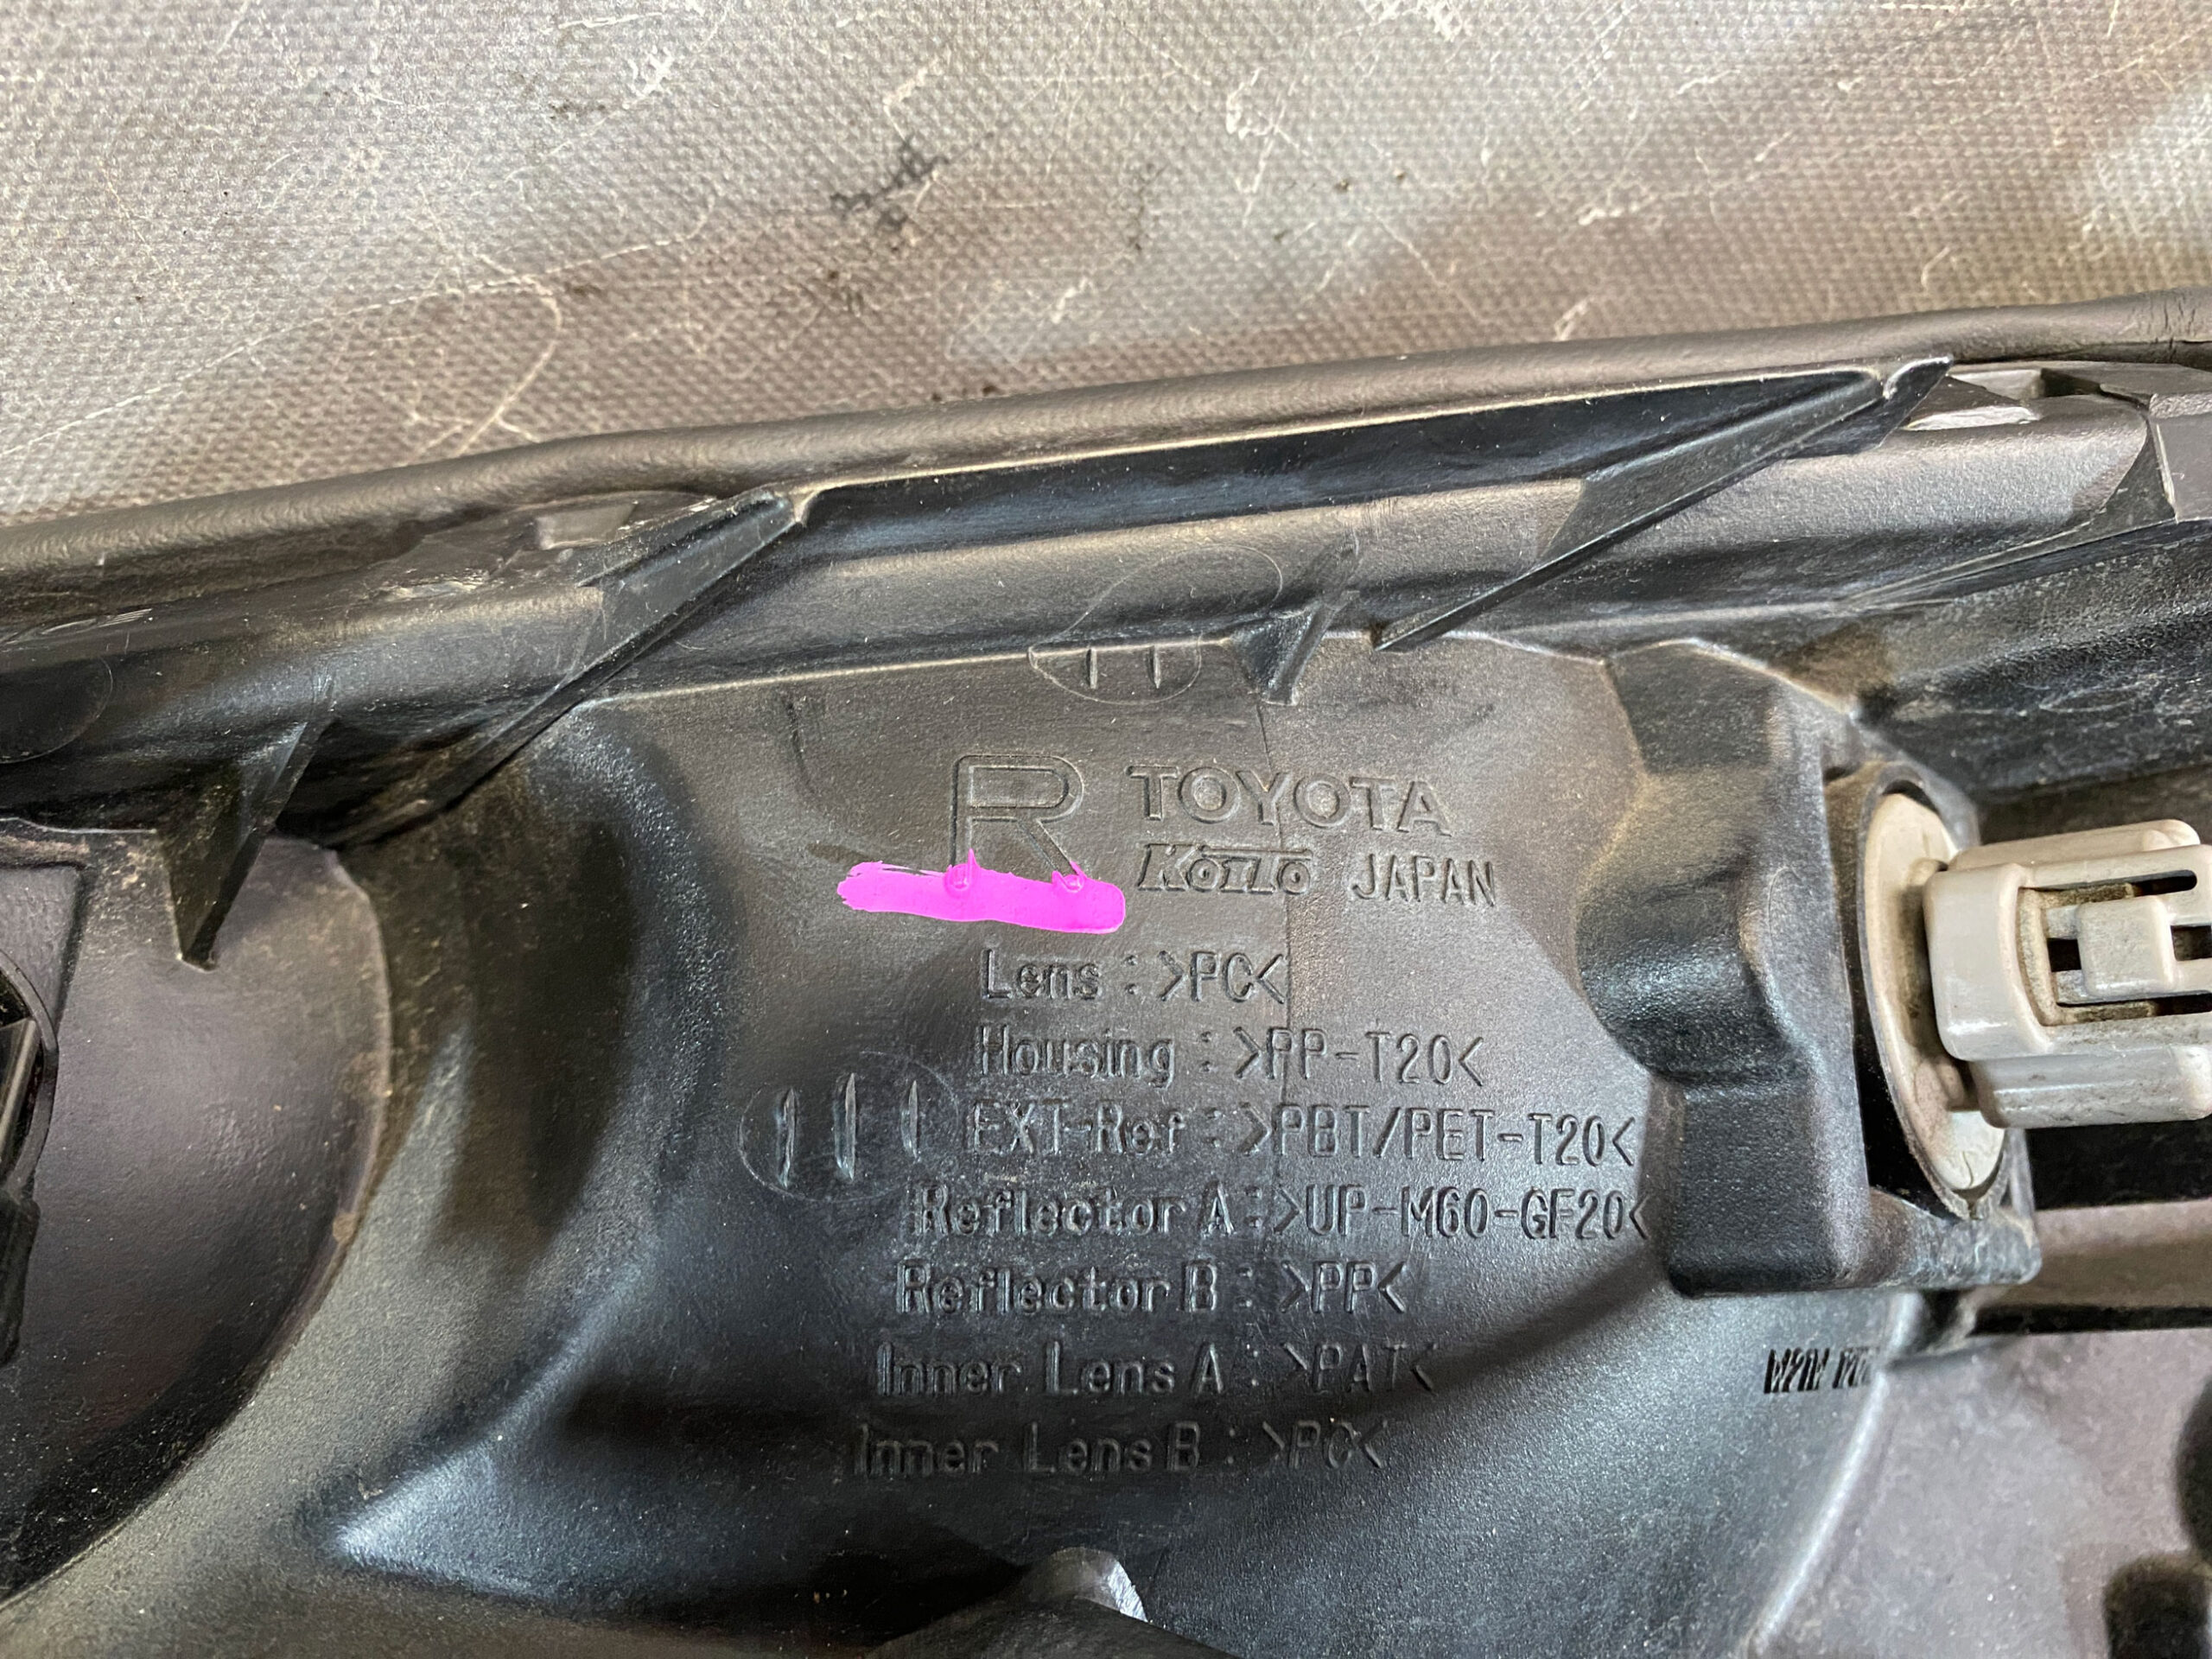 R TOYOTA
KOITO JAPAN
Lens : >PC<
Housing : >PP-T20<
EXT-Ref : >PBT/PET-T20<
Reflector A: >UP-M60-GF20<
Reflector B : >PP<
Inner Lens A : >PAT<
Inner Lens B : >PC<